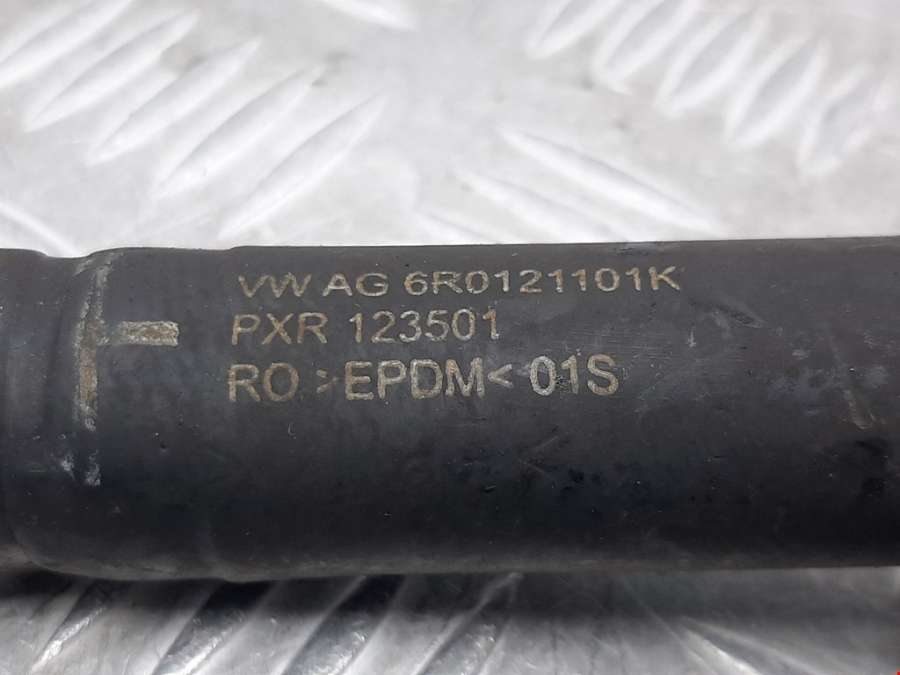 VW AG 6R0121101K
PXR 123501
RO >EPDM< 01S